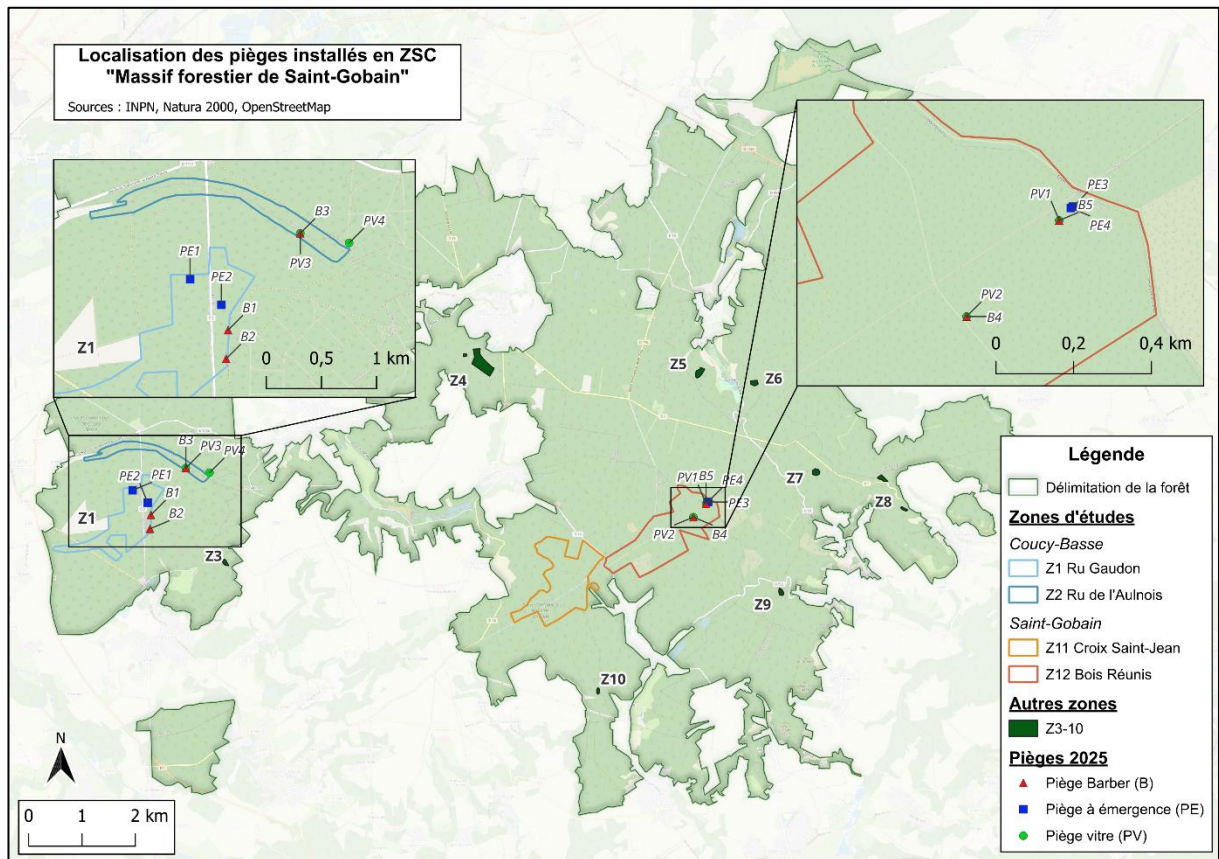 Localisation des pièges installés en ZSC
"Massif forestier de Saint-Gobain"
Sources : INPN, Natura 2000, OpenStreetMap
B3
PV4
PV3
PE1
PE2
B1
B2
Z1
0 0,5 1 km
PE3
PV1
B5
PE4
PV2
B4
0 0,2 0,4 km
Z4
Z5
Z6
B3
PV3
PV4
PE2
PE1
B1
B2
Z1
Z3
PV1
B5
PE4
PE3
PV2
B4
Z7
Z8
Z9
Z10
N
0 1 2 km
Légende
Délimitation de la forêt
Zones d'études
Coucy-Basse
Z1 Ru Gaudon
Z2 Ru de l'Aulnois
Saint-Gobain
Z11 Croix Saint-Jean
Z12 Bois Réunis
Autres zones
Z3-10
Pièges 2025
Piège Barber (B)
Piège à émergence (PE)
Piège vitre (PV)